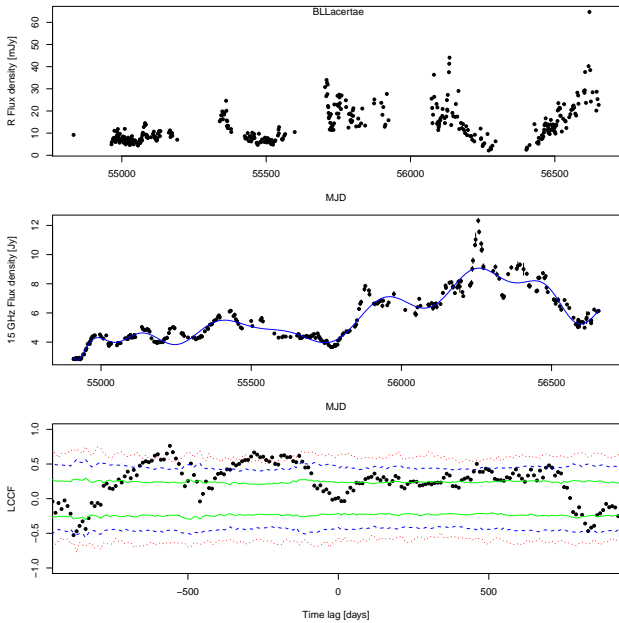 BLLacertae
R Flux density [mJy]
0 10 20 30 40 50 60
55000 55500 56000 56500
MJD
15 GHz Flux density [Jy]
4 6 8 10 12
55000 55500 56000 56500
MJD
LCCF
−1.0 −0.5 0.0 0.5 1.0
−500 0 500
Time lag [days]